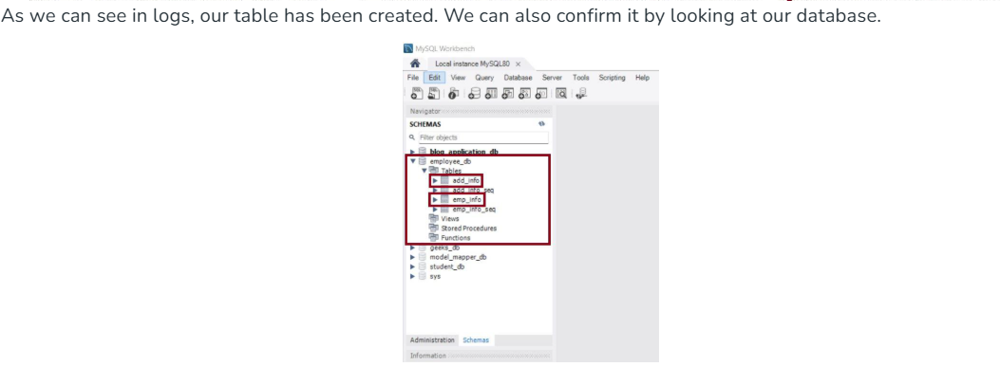 As we can see in logs, our table has been created. We can also confirm it by looking at our database.
MySQL Workbench
Local instance MySQL80 ×
File Edit View Query Database Server Tools Scripting Help
Navigator
SCHEMAS
Filter objects
blog_application_db
employee_db
Tables
add_info
add_info_seq
emp_info
emp_info_seq
Views
Stored Procedures
Functions
geeks_db
model_mapper_db
student_db
sys
Administration Schemas
Information